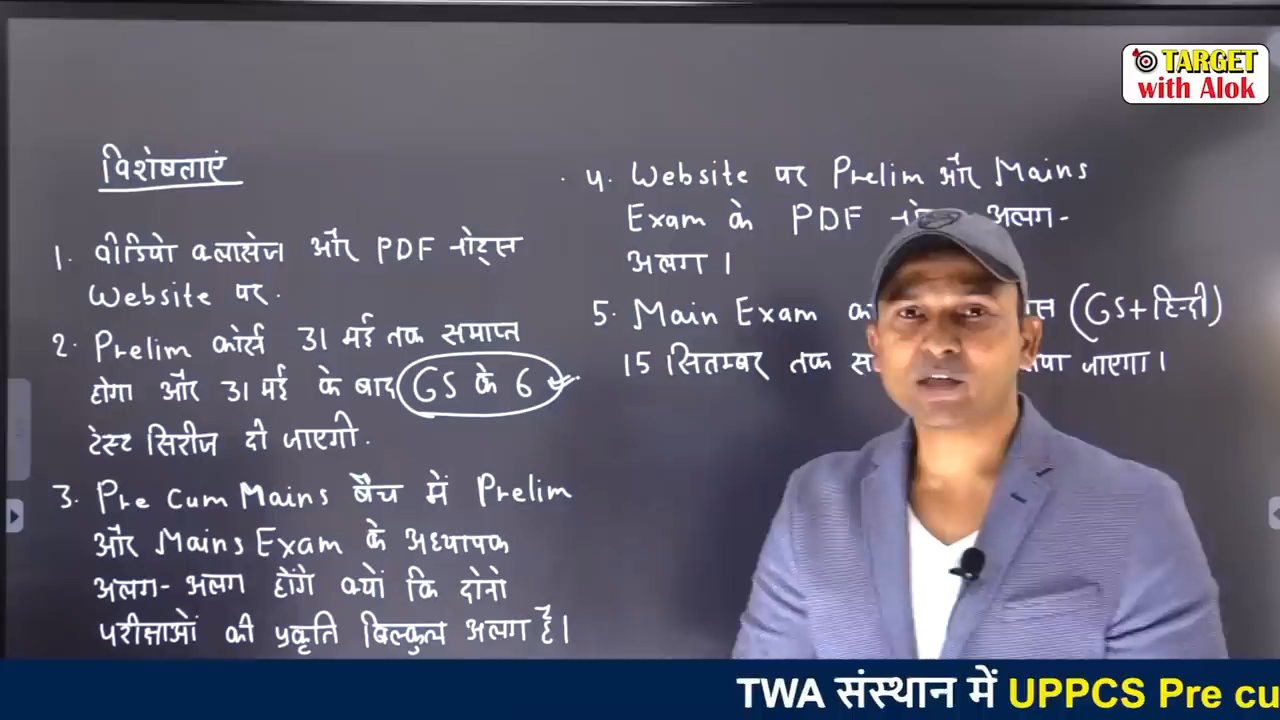 विशेषताएं
1. वीडियो क्लासेज और PDF नोट्स
Website पर.
2. Prelim कोर्स 31 मई तक समाप्त
होगा और 31 मई के बाद GS के 6
टेस्ट सिरीज दी जाएगी.
3. Pre Cum Mains बैच में Prelim
और Mains Exam के अध्यापक
अलग-अलग होंगे क्यों कि दोनो
परीक्षाओं की प्रकृति बिल्कुल अलग है।
4. Website पर Prelim और Mains
Exam के PDF अलग-
अलग।
5. Main Exam (GS+हिन्दी)
15 सितम्बर तक जाएगा।
TARGET
with Alok
TWA संस्थान में UPPCS Pre cu